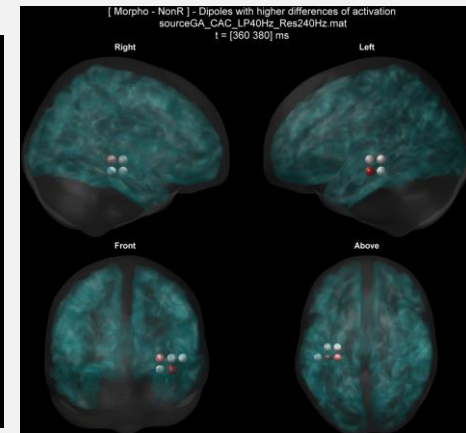 [ Morpho - NonR ] - Dipoles with higher differences of activation
sourceGA_CAC_LP40Hz_Res240Hz.mat
t = [360 380] ms
Right
Left
Front
Above